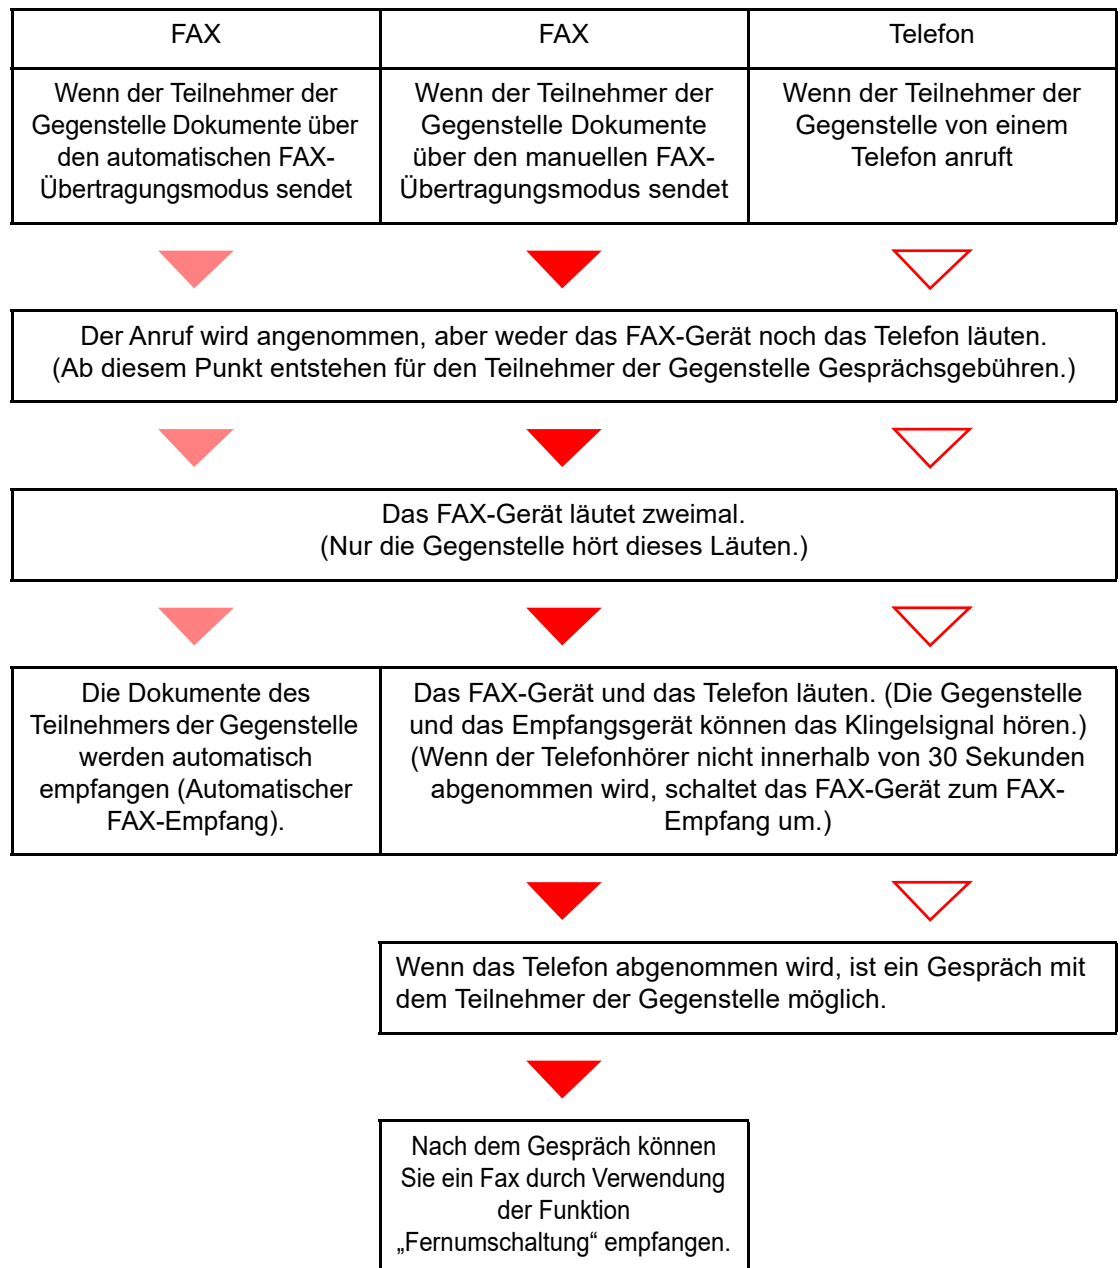 FAX
FAX
Telefon
Wenn der Teilnehmer der
Gegenstelle Dokumente über
den automatischen FAX-
Übertragungsmodus sendet
Wenn der Teilnehmer der
Gegenstelle Dokumente
über den manuellen FAX-
Übertragungsmodus sendet
Wenn der Teilnehmer der
Gegenstelle von einem
Telefon anruft
Der Anruf wird angenommen, aber weder das FAX-Gerät noch das Telefon läuten.
(Ab diesem Punkt entstehen für den Teilnehmer der Gegenstelle Gesprächsgebühren.)
Das FAX-Gerät läutet zweimal.
(Nur die Gegenstelle hört dieses Läuten.)
Die Dokumente des
Teilnehmers der Gegenstelle
werden automatisch
empfangen (Automatischer
FAX-Empfang).
Das FAX-Gerät und das Telefon läuten. (Die Gegenstelle
und das Empfangsgerät können das Klingelsignal hören.)
(Wenn der Telefonhörer nicht innerhalb von 30 Sekunden
abgenommen wird, schaltet das FAX-Gerät zum FAX-
Empfang um.)
Wenn das Telefon abgenommen wird, ist ein Gespräch mit
dem Teilnehmer der Gegenstelle möglich.
Nach dem Gespräch können
Sie ein Fax durch Verwendung
der Funktion
„Fernumschaltung“ empfangen.